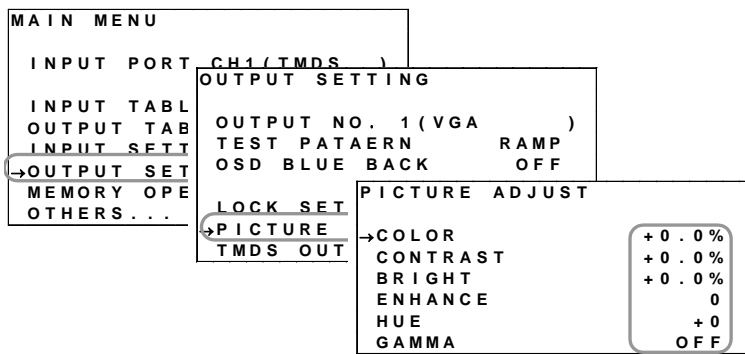 MAIN MENU
INPUT PORT CH1(TMDS )
INPUT TABL
OUTPUT TAB
INPUT SETT
→OUTPUT SET
MEMORY OPE
OTHERS...
OUTPUT SETTING
OUTPUT NO. 1(VGA )
TEST PATAERN RAMP
OSD BLUE BACK OFF
LOCK SET
→PICTURE
TMDS OUT
PICTURE ADJUST
→COLOR +0.0%
CONTRAST +0.0%
BRIGHT +0.0%
ENHANCE 0
HUE +0
GAMMA OFF